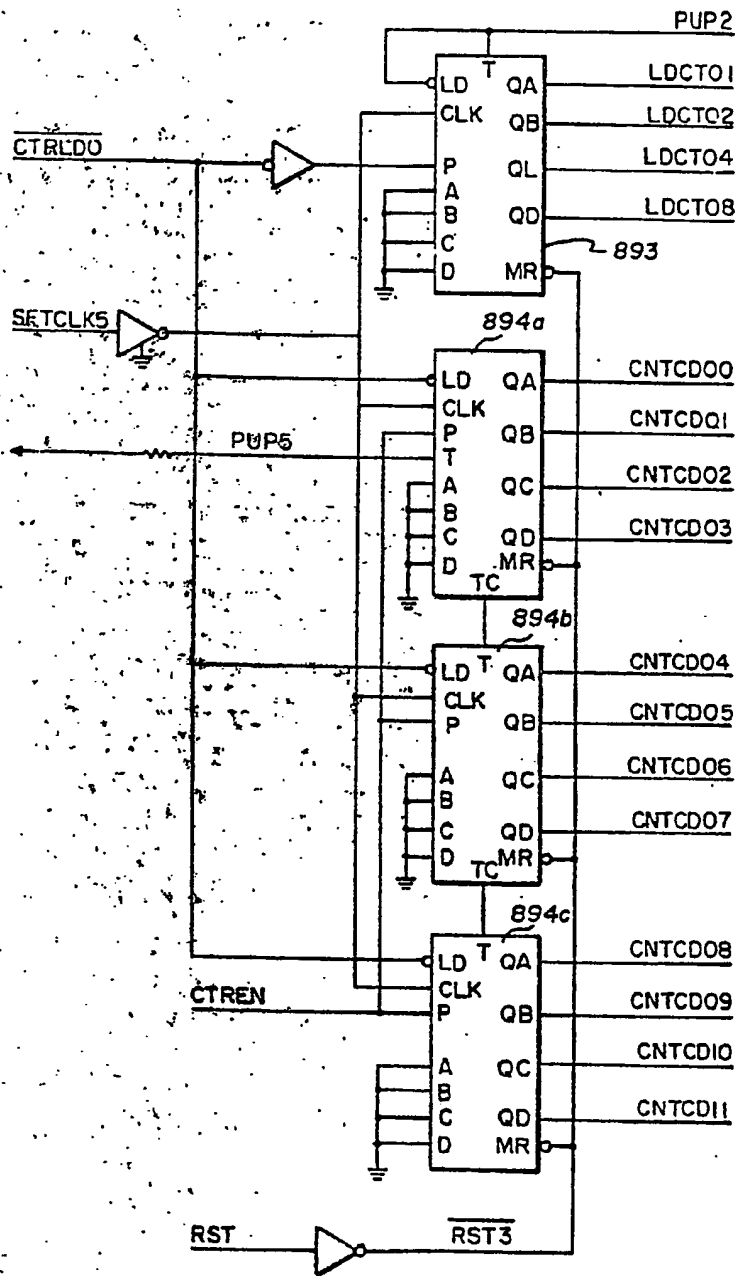 PUP2
T
LD QA LDCT01
CLK QB LDCT02
CTRLD0
P QL LDCT04
A
B QD LDCT08
C
D MR 893
SETCLK5
894a
LD QA CNTCD00
CLK
P QB CNTCD01
PUP5 T
A QC CNTCD02
B
C QD CNTCD03
D MR
TC
894b
T
LD QA CNTCD04
CLK
P QB CNTCD05
A QC CNTCD06
B
C QD CNTCD07
D MR
TC
894c
T
LD QA CNTCD08
CLK
CTREN P QB CNTCD09
A QC CNTCD10
B
C QD CNTCD11
D MR
RST RST3